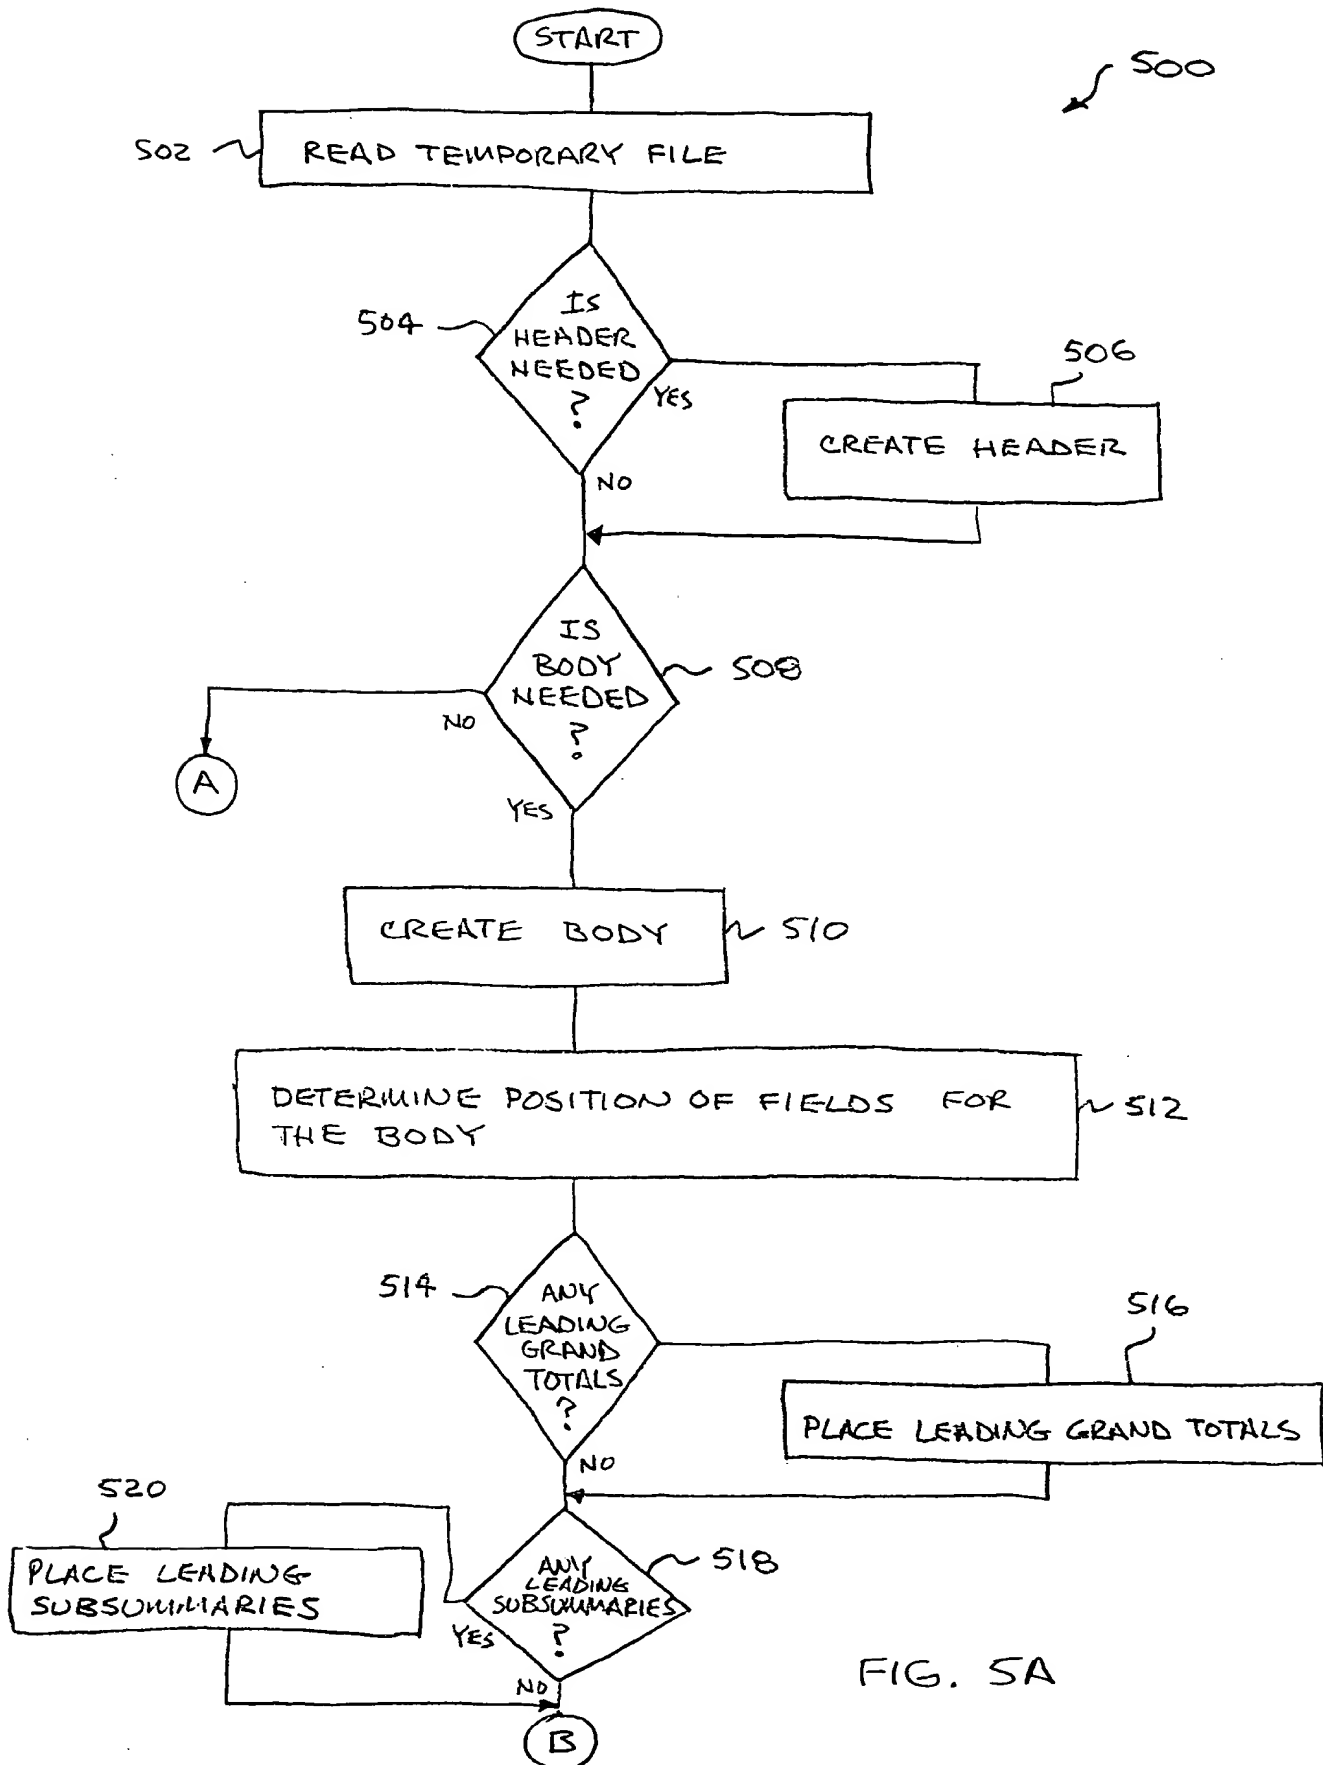 START
500
502
READ TEMPORARY FILE
504
IS
HEADER
NEEDED
?
YES
NO
506
CREATE HEADER
IS
BODY
NEEDED
?
508
NO
A
YES
CREATE BODY
510
DETERMINE POSITION OF FIELDS FOR
THE BODY
512
514
ANY
LEADING
GRAND
TOTALS
?
516
PLACE LEADING GRAND TOTALS
NO
520
PLACE LEADING
SUBSUMMARIES
ANY
LEADING
SUBSUMMARIES
?
518
YES
NO
B
FIG. 5A